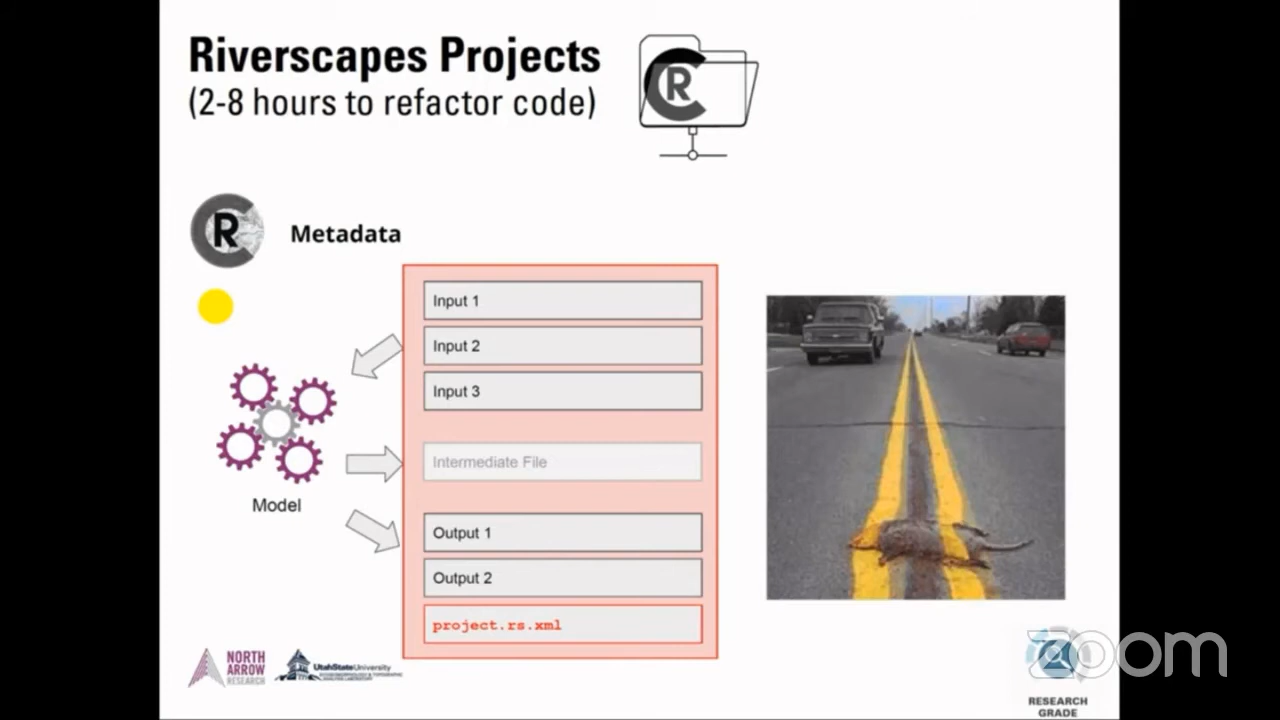 Riverscapes Projects
(2-8 hours to refactor code)
R
R
Metadata
Input 1
Input 2
Input 3
Intermediate File
Model
Output 1
Output 2
project.rs.xml
NORTH
ARROW
RESEARCH
UtahStateUniversity
zoom
RESEARCH
GRADE